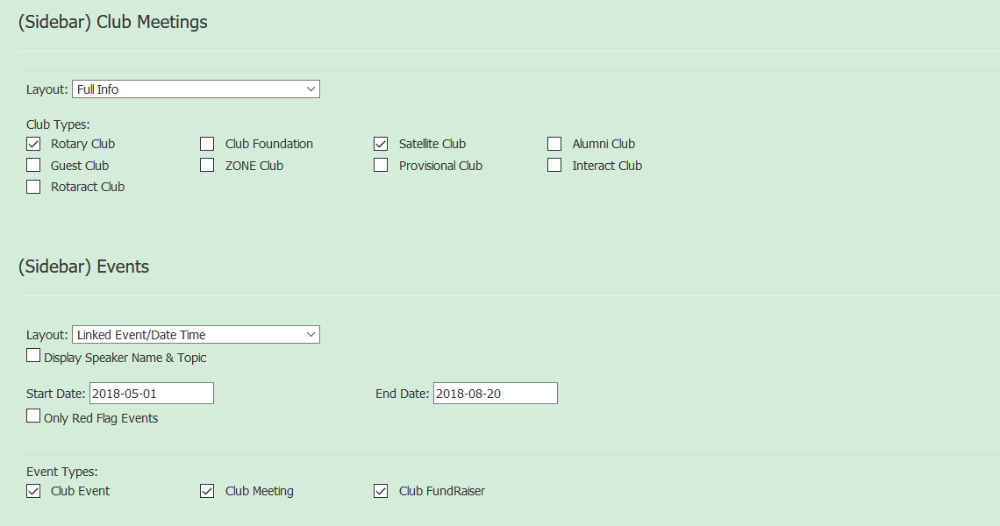 (Sidebar) Club Meetings
Layout: Full Info
Club Types:
Rotary Club Club Foundation Satellite Club Alumni Club
Guest Club ZONE Club Provisional Club Interact Club
Rotaract Club
(Sidebar) Events
Layout: Linked Event/Date Time
Display Speaker Name & Topic
Start Date: 2018-05-01 End Date: 2018-08-20
Only Red Flag Events
Event Types:
Club Event Club Meeting Club FundRaiser